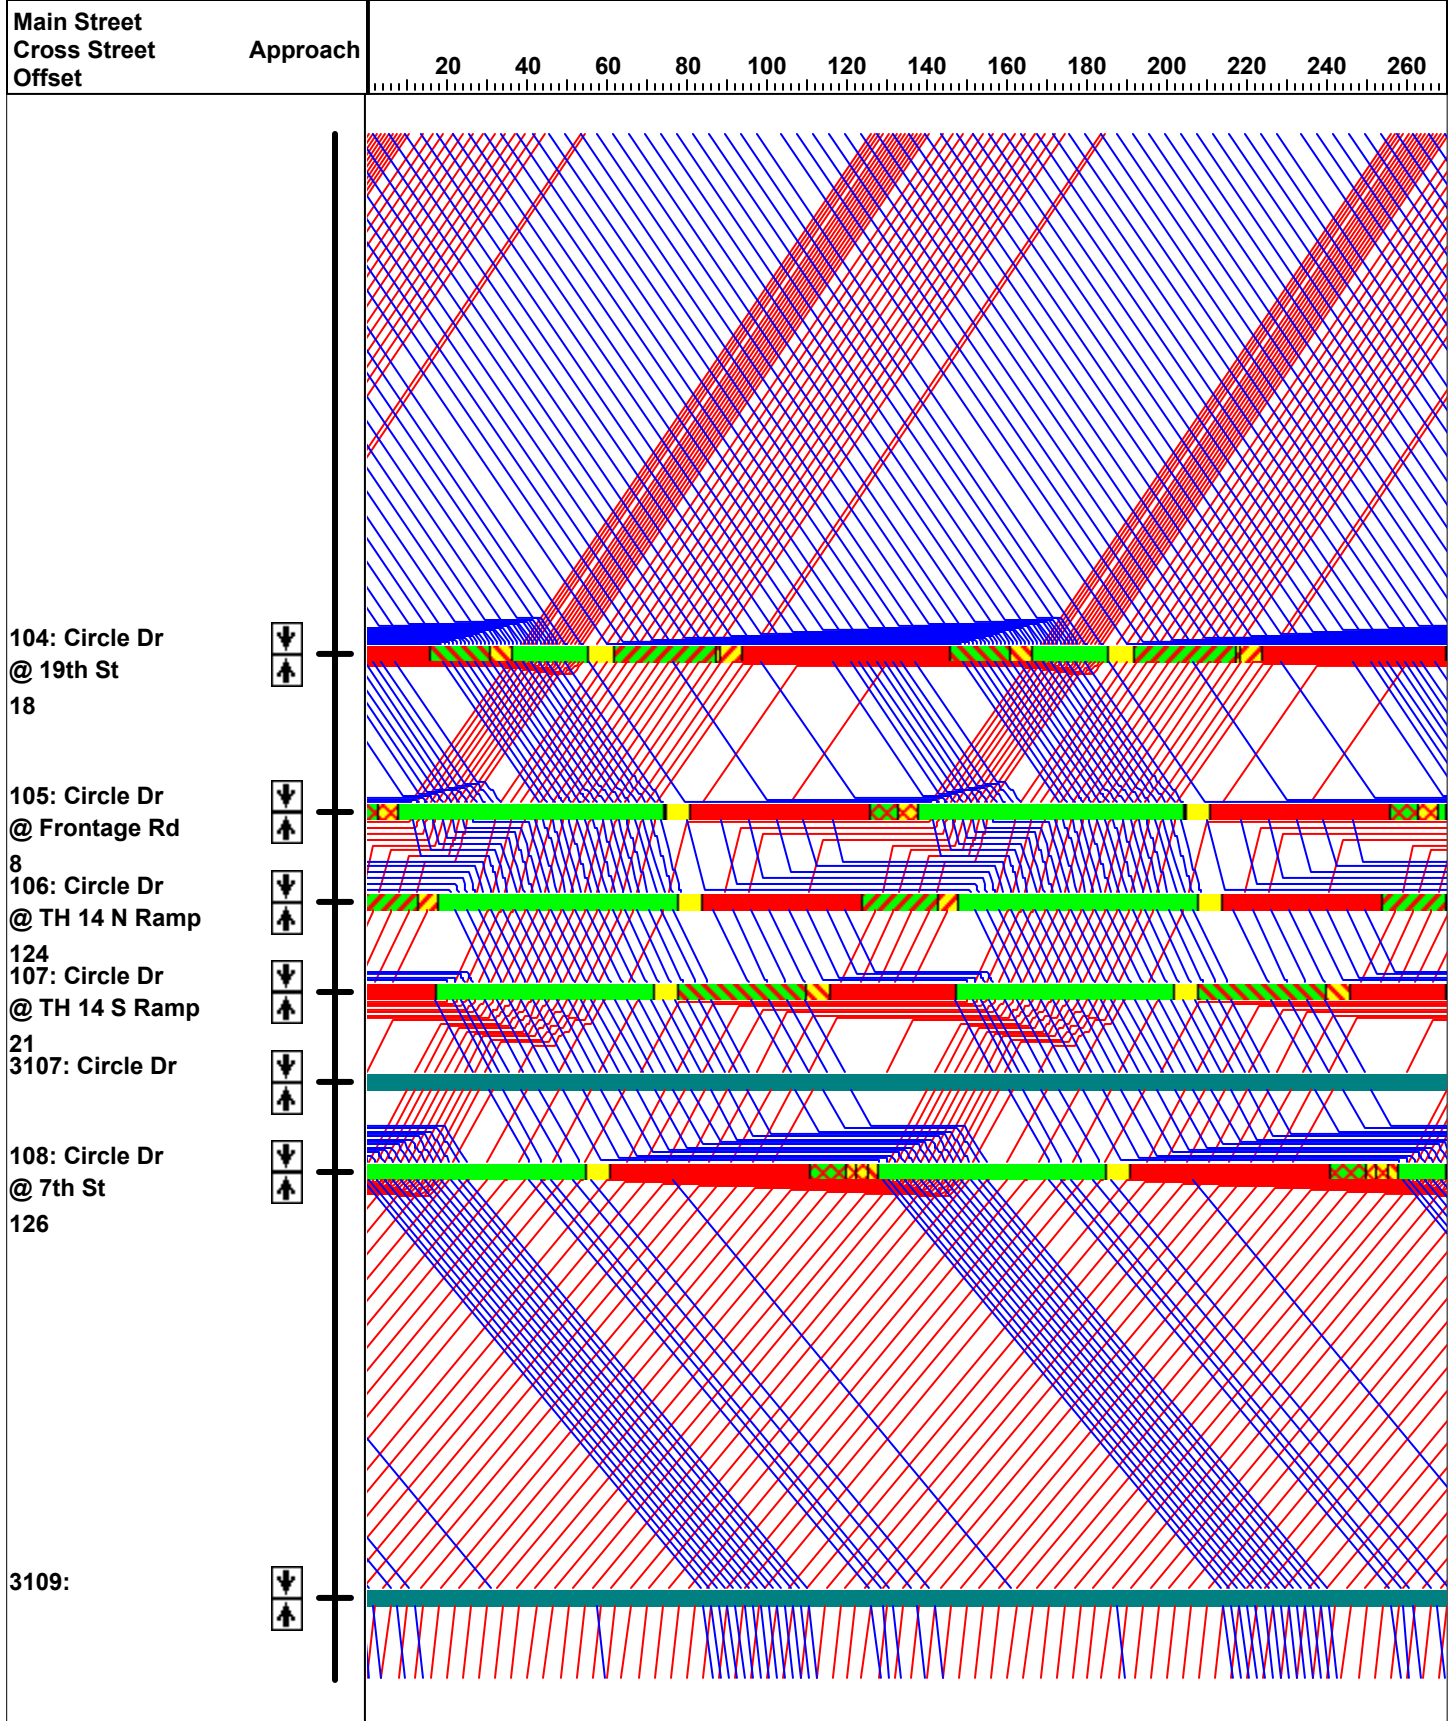 Main Street
Cross Street Approach
Offset
20 40 60 80 100 120 140 160 180 200 220 240 260
104: Circle Dr
@ 19th St
18
105: Circle Dr
@ Frontage Rd
8
106: Circle Dr
@ TH 14 N Ramp
124
107: Circle Dr
@ TH 14 S Ramp
21
3107: Circle Dr
108: Circle Dr
@ 7th St
126
3109: